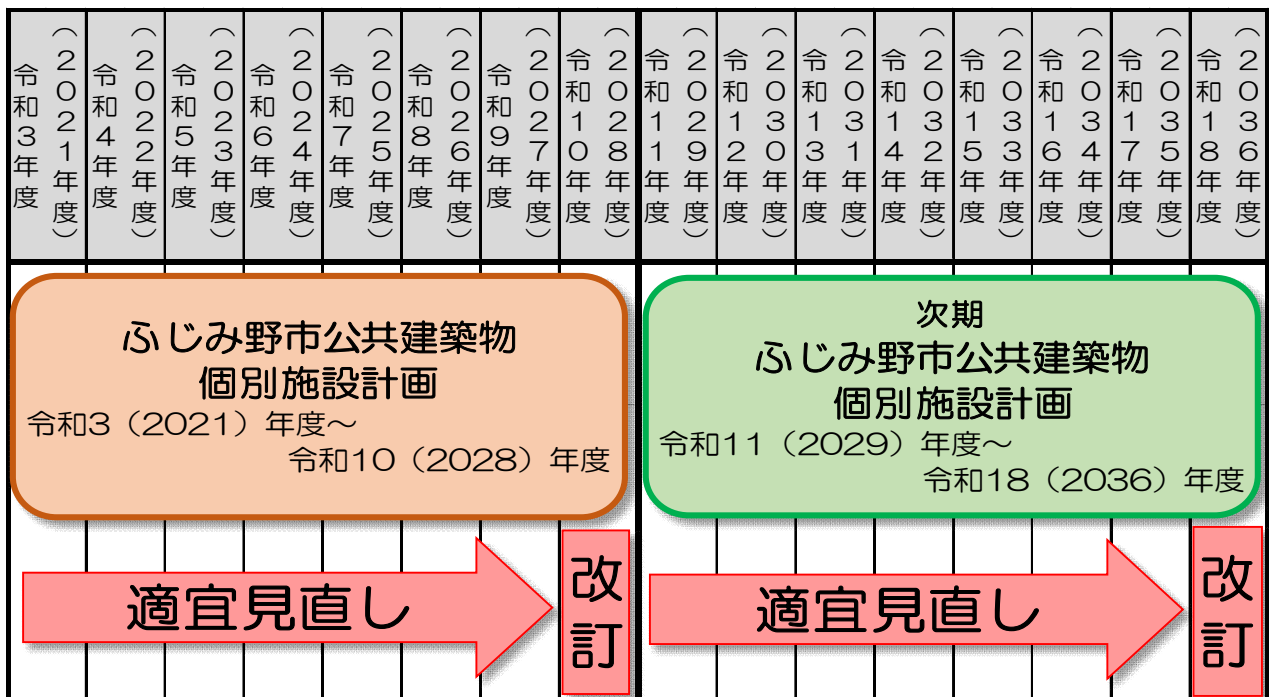 令和3年度
（2021年度）
令和4年度
（2022年度）
令和5年度
（2023年度）
令和6年度
（2024年度）
令和7年度
（2025年度）
令和8年度
（2026年度）
令和9年度
（2027年度）
令和10年度
（2028年度）
令和11年度
（2029年度）
令和12年度
（2030年度）
令和13年度
（2031年度）
令和14年度
（2032年度）
令和15年度
（2033年度）
令和16年度
（2034年度）
令和17年度
（2035年度）
令和18年度
（2036年度）
ふじみ野市公共建築物
個別施設計画
令和3（2021）年度～
令和10（2028）年度
次期
ふじみ野市公共建築物
個別施設計画
令和11（2029）年度～
令和18（2036）年度
適宜見直し
改訂
適宜見直し
改訂